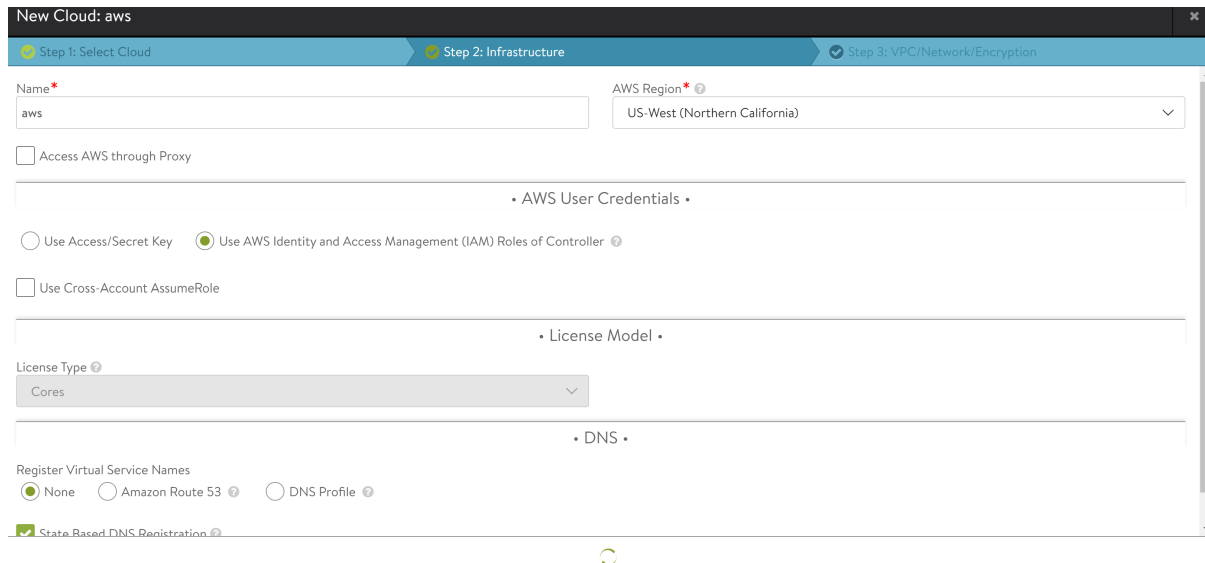 New Cloud: aws
Step 1: Select Cloud
Step 2: Infrastructure
Step 3: VPC/Network/Encryption
Name*
AWS Region*
aws
US-West (Northern California)
Access AWS through Proxy
• AWS User Credentials •
Use Access/Secret Key
Use AWS Identity and Access Management (IAM) Roles of Controller
Use Cross-Account AssumeRole
• License Model •
License Type
Cores
• DNS •
Register Virtual Service Names
None
Amazon Route 53
DNS Profile
State Based DNS Registration